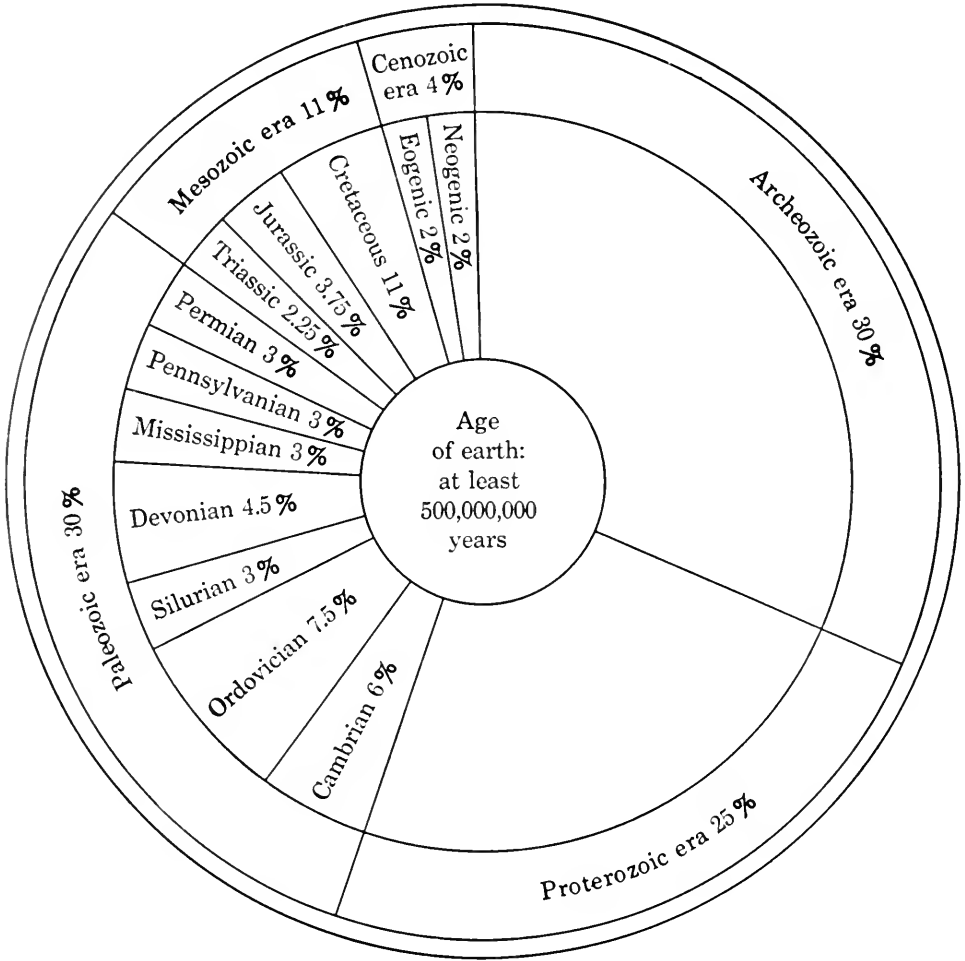 Cenozoic
era 4%
Mesozoic era 11%
Archeozoic era 30%
Neogenic 2%
Eogenic 2%
Cretaceous 11%
Jurassic 3.75%
Triassic 2.25%
Permian 3%
Pennsylvanian 3%
Mississippian 3%
Devonian 4.5%
Silurian 3%
Ordovician 7.5%
Cambrian 6%
Paleozoic era 30%
Proterozoic era 25%
Age
of earth:
at least
500,000,000
years